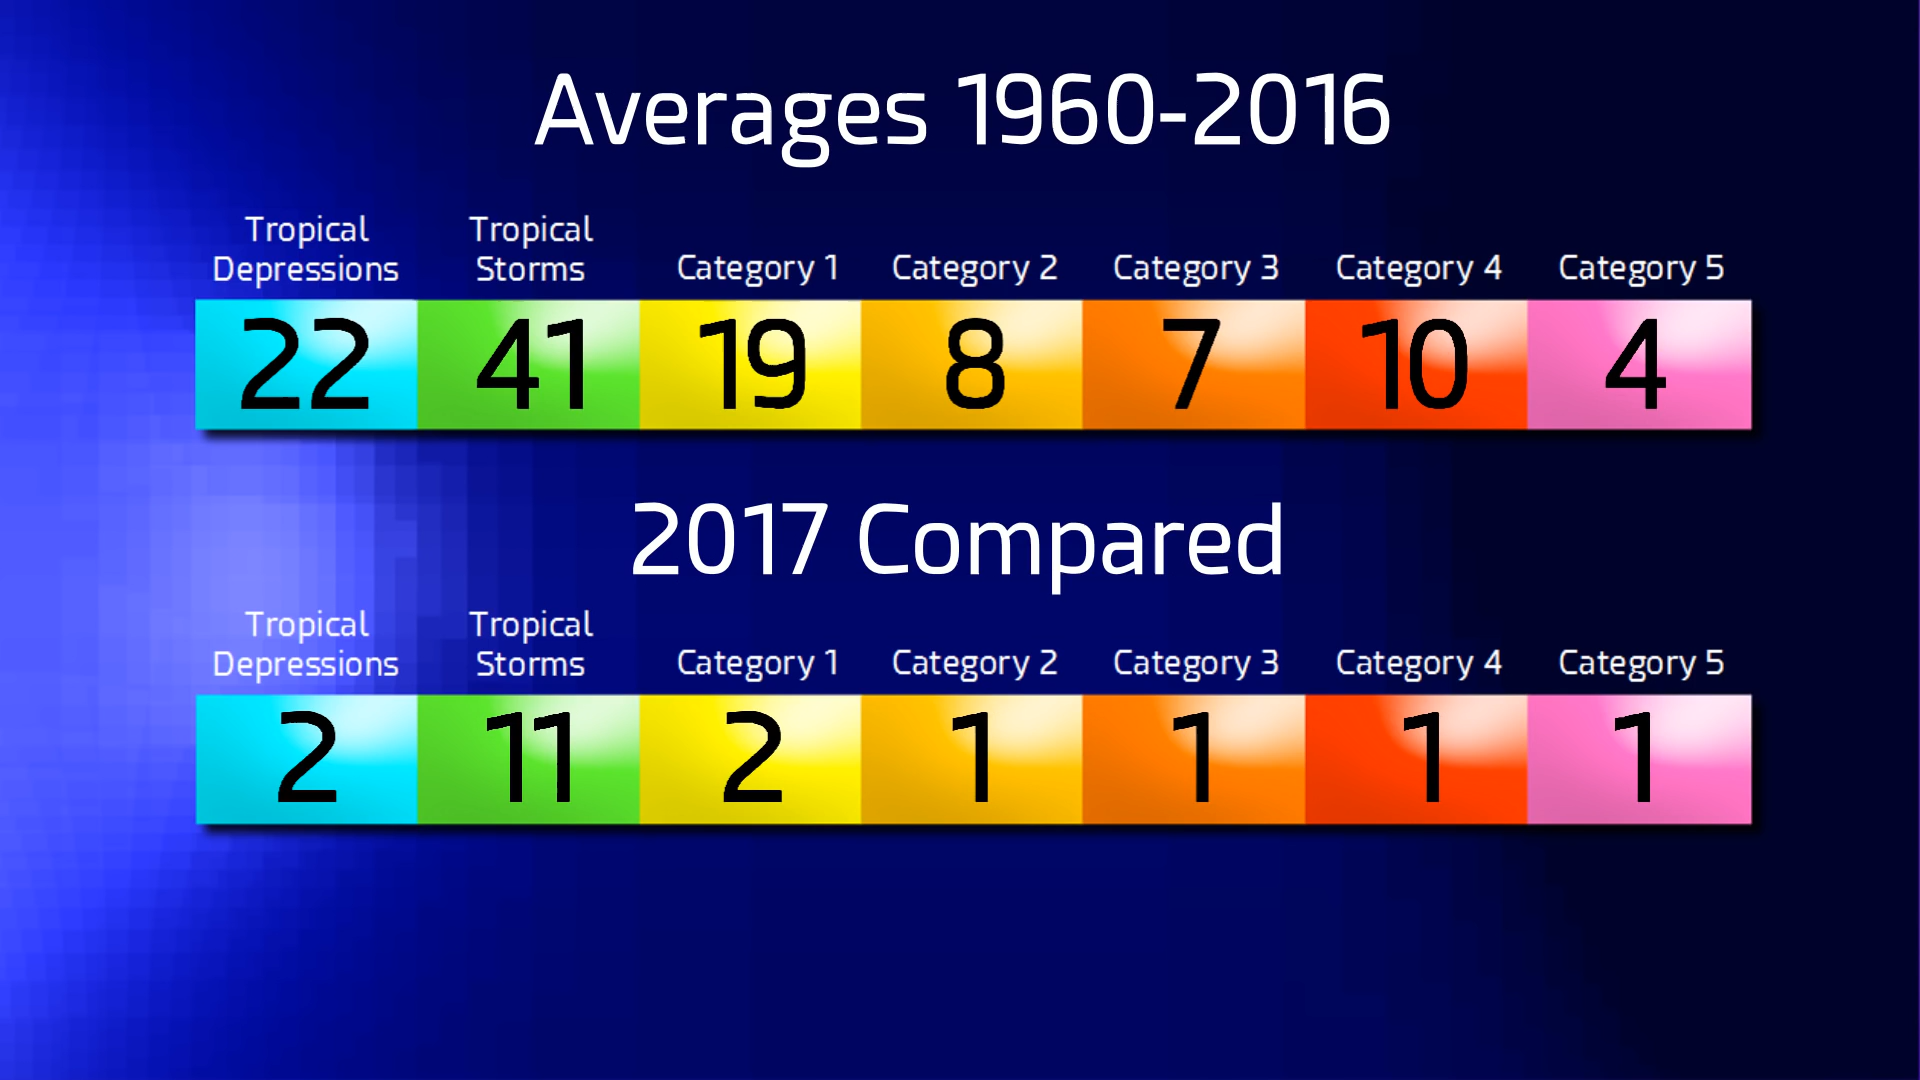 Averages 1960-2016
Tropical Depressions Tropical Storms Category 1 Category 2 Category 3 Category 4 Category 5
22 41 19 8 7 10 4
2017 Compared
Tropical Depressions Tropical Storms Category 1 Category 2 Category 3 Category 4 Category 5
2 11 2 1 1 1 1